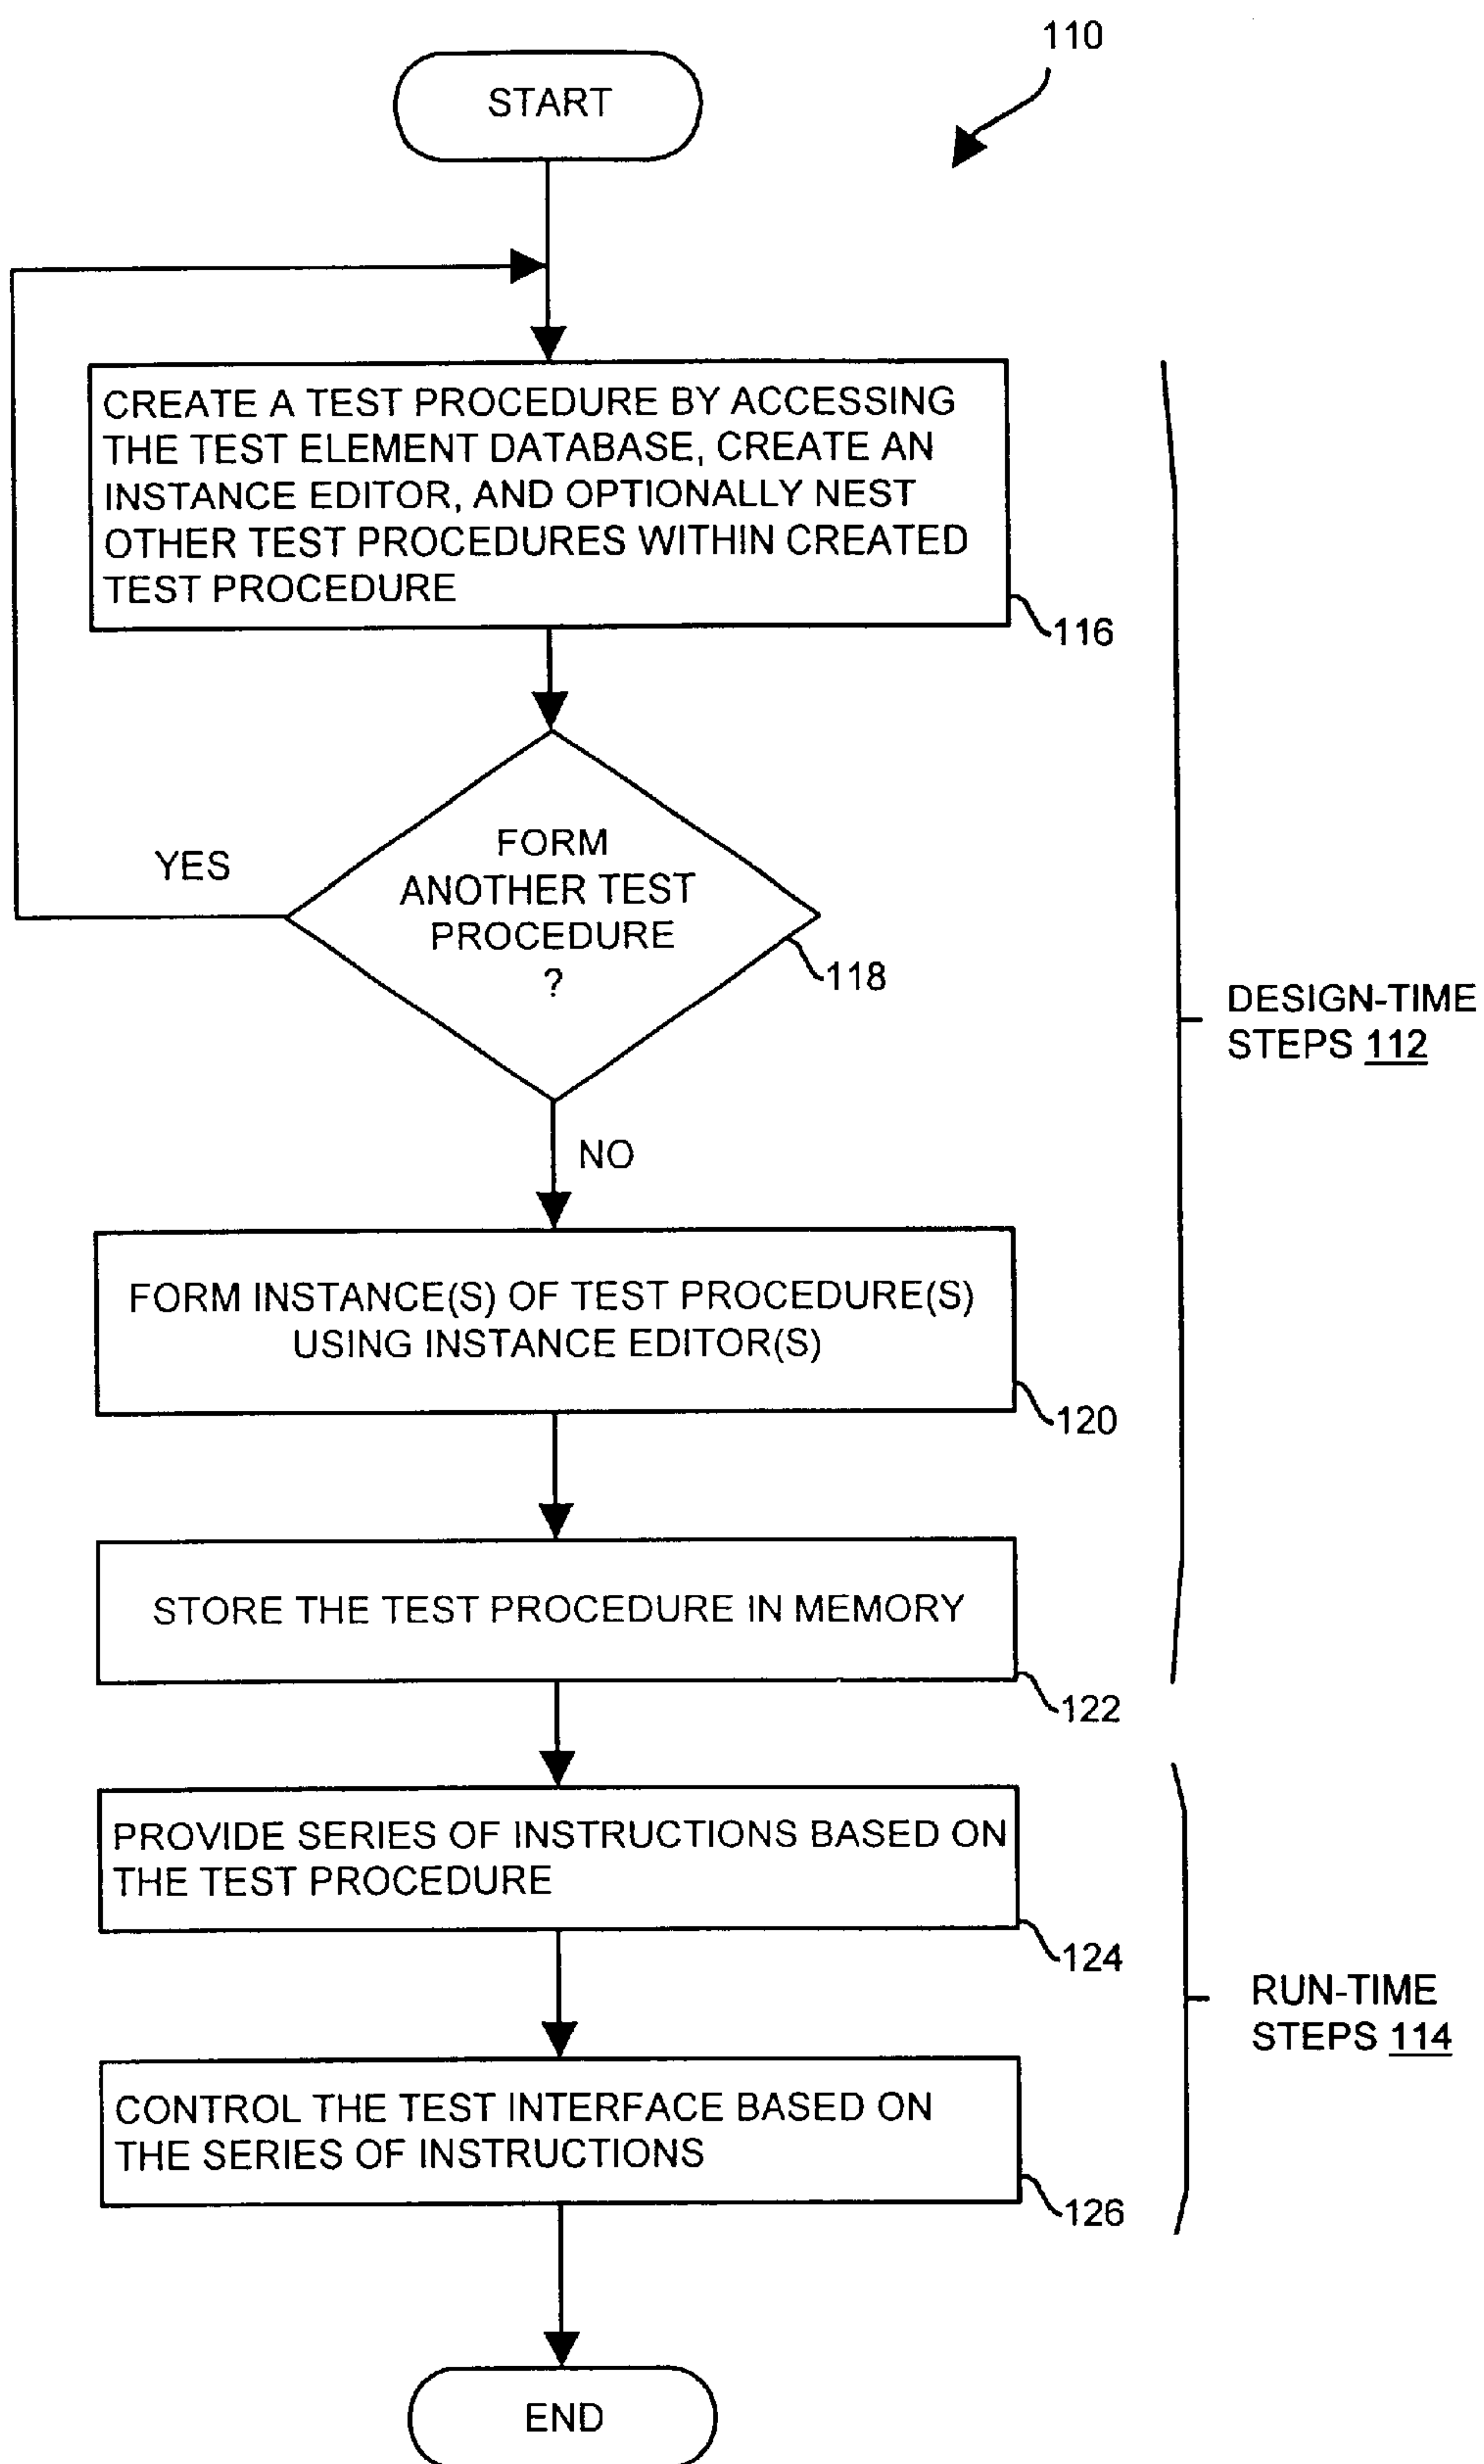 110
START
CREATE A TEST PROCEDURE BY ACCESSING
THE TEST ELEMENT DATABASE, CREATE AN
INSTANCE EDITOR, AND OPTIONALLY NEST
OTHER TEST PROCEDURES WITHIN CREATED
TEST PROCEDURE
116
YES
FORM
ANOTHER TEST
PROCEDURE
?
118
DESIGN-TIME
STEPS 112
NO
FORM INSTANCE(S) OF TEST PROCEDURE(S)
USING INSTANCE EDITOR(S)
120
STORE THE TEST PROCEDURE IN MEMORY
122
PROVIDE SERIES OF INSTRUCTIONS BASED ON
THE TEST PROCEDURE
124
RUN-TIME
STEPS 114
CONTROL THE TEST INTERFACE BASED ON
THE SERIES OF INSTRUCTIONS
126
END